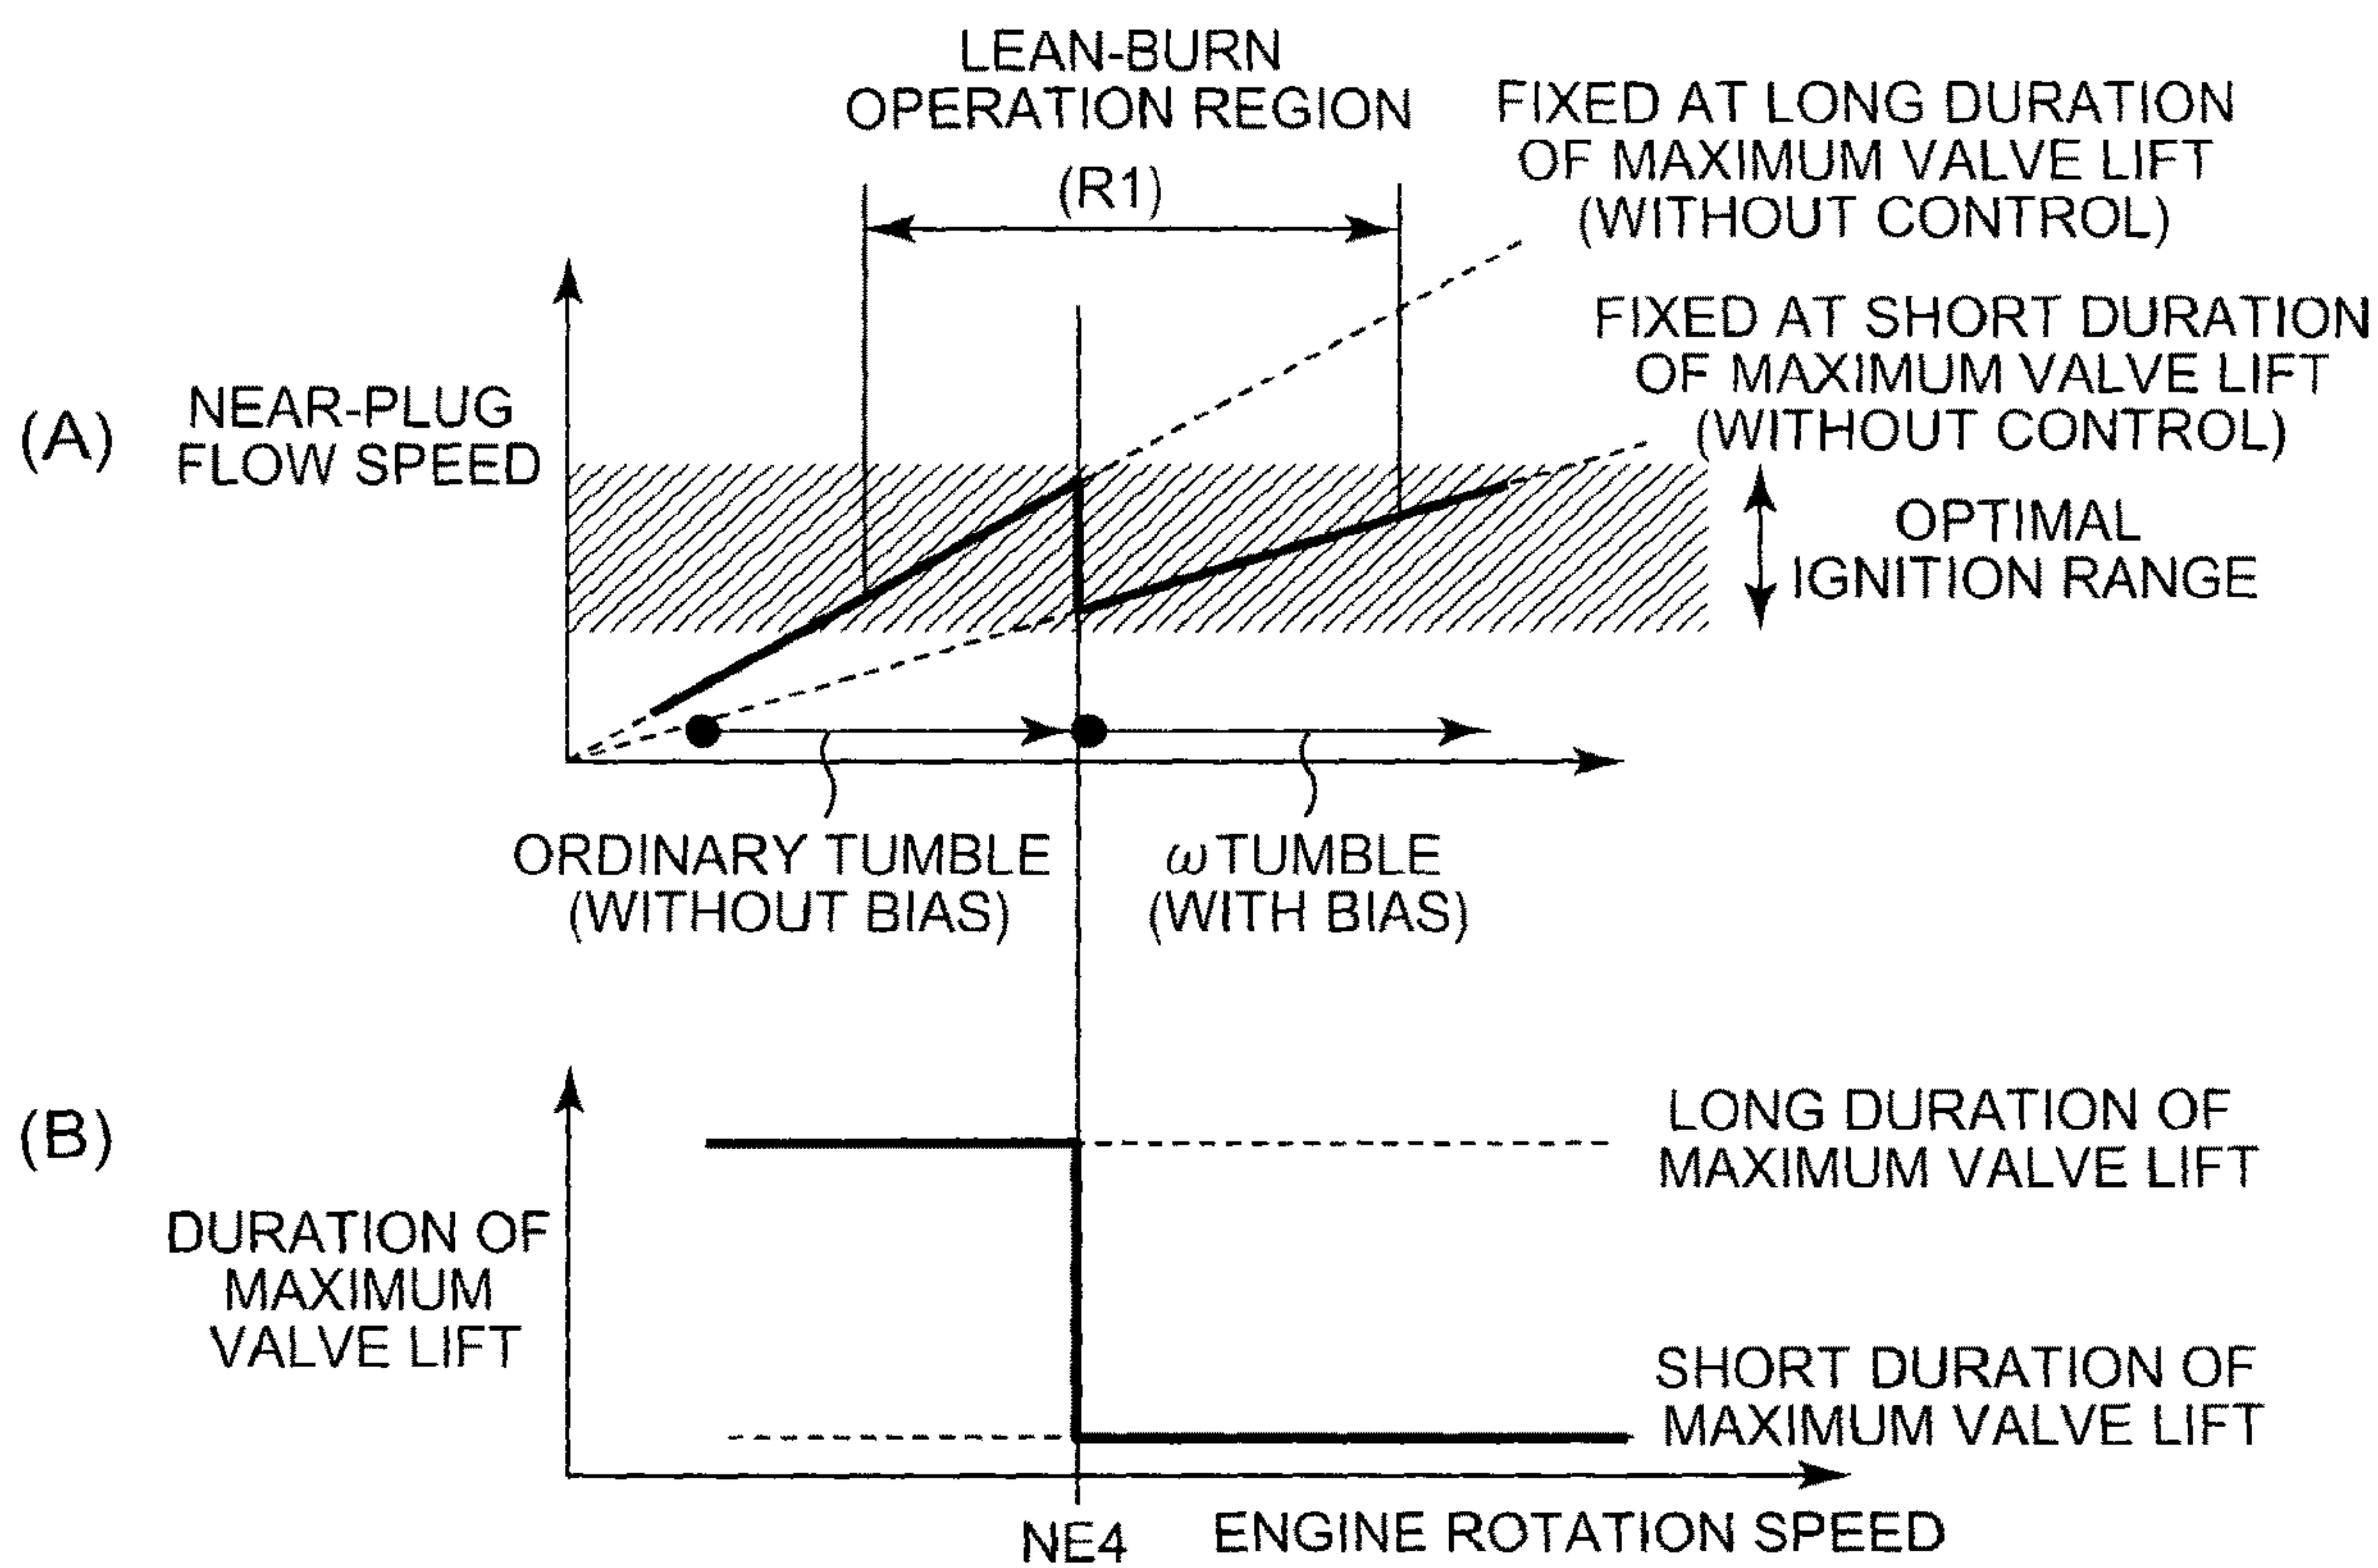 LEAN-BURN
OPERATION REGION
(R1)
FIXED AT LONG DURATION
OF MAXIMUM VALVE LIFT
(WITHOUT CONTROL)
FIXED AT SHORT DURATION
OF MAXIMUM VALVE LIFT
(WITHOUT CONTROL)
(A)
NEAR-PLUG
FLOW SPEED
OPTIMAL
IGNITION RANGE
ORDINARY TUMBLE
(WITHOUT BIAS)
ωTUMBLE
(WITH BIAS)
(B)
LONG DURATION OF
MAXIMUM VALVE LIFT
DURATION OF
MAXIMUM
VALVE LIFT
SHORT DURATION OF
MAXIMUM VALVE LIFT
NE4
ENGINE ROTATION SPEED